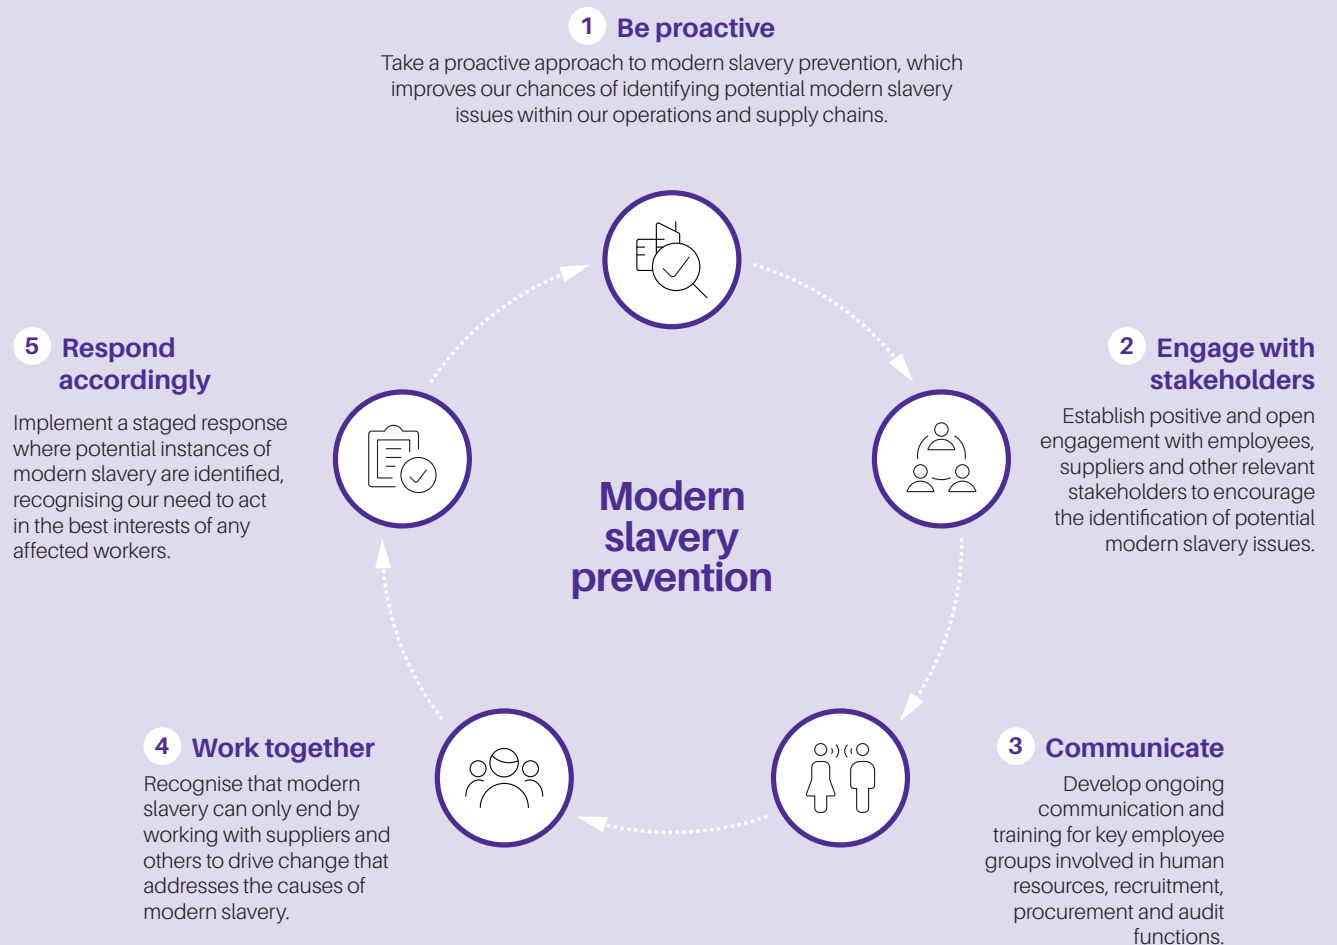 1 Be proactive
Take a proactive approach to modern slavery prevention, which
improves our chances of identifying potential modern slavery
issues within our operations and supply chains.
2 Engage with
stakeholders
Establish positive and open
engagement with employees,
suppliers and other relevant
stakeholders to encourage
the identification of potential
modern slavery issues.
3 Communicate
Develop ongoing
communication and
training for key employee
groups involved in human
resources, recruitment,
procurement and audit
functions.
4 Work together
Recognise that modern
slavery can only end by
working with suppliers and
others to drive change that
addresses the causes of
modern slavery.
5 Respond
accordingly
Implement a staged response
where potential instances of
modern slavery are identified,
recognising our need to act
in the best interests of any
affected workers.
Modern
slavery
prevention